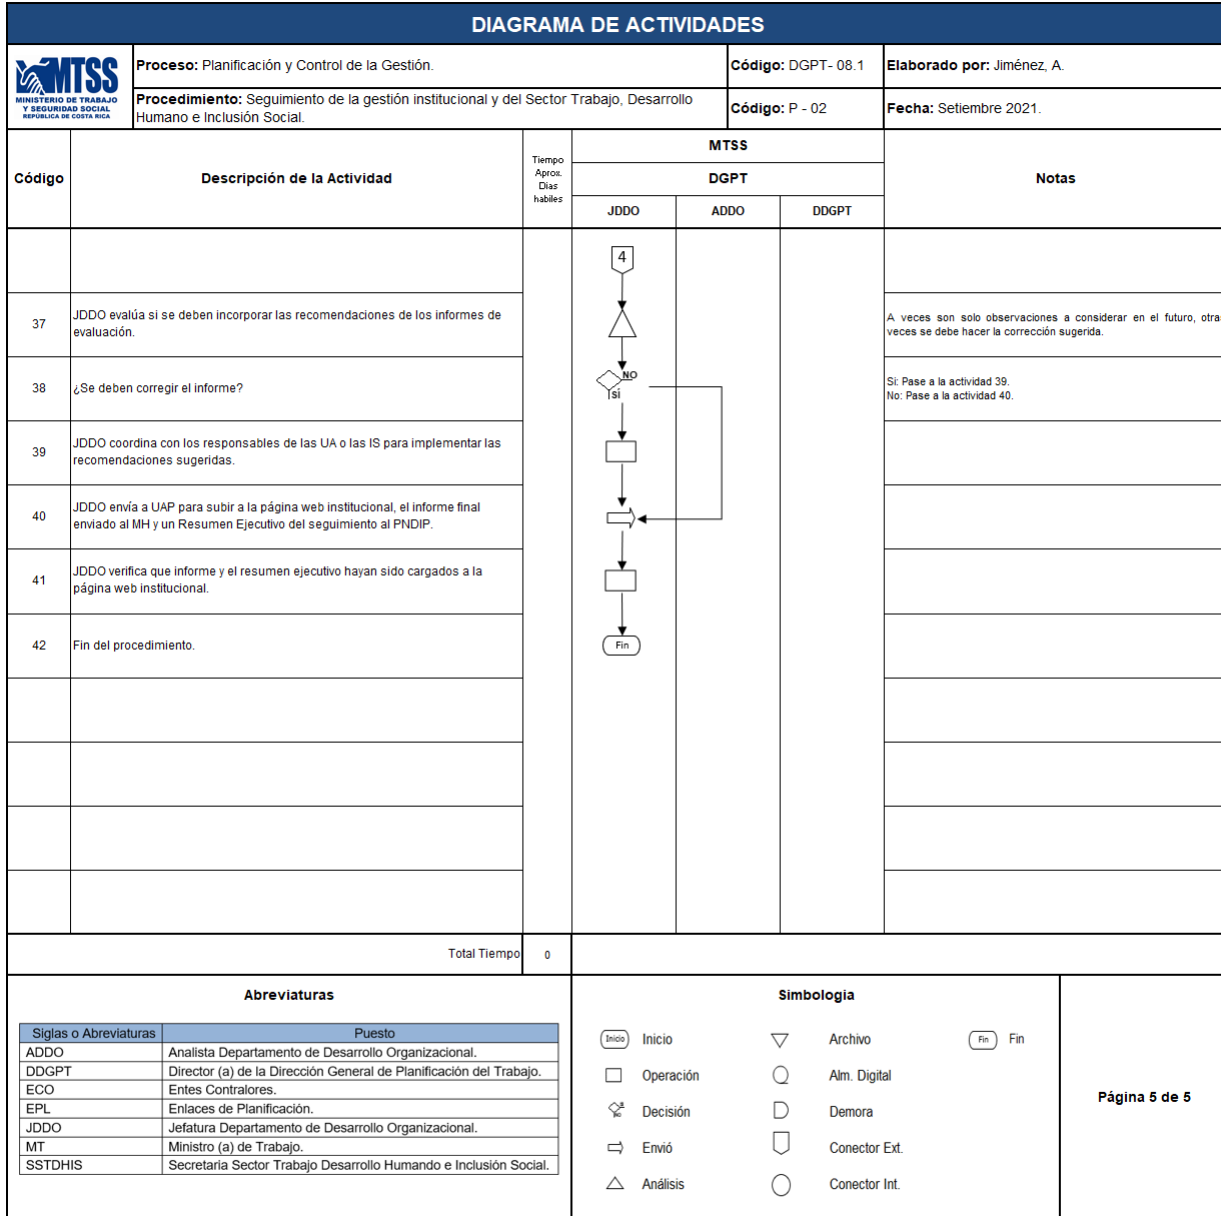 DIAGRAMA DE ACTIVIDADES
MTSS
MINISTERIO DE TRABAJO
Y SEGURIDAD SOCIAL
REPÚBLICA DE COSTA RICA
Proceso: Planificación y Control de la Gestión.
Código: DGPT- 08.1
Elaborado por: Jiménez, A.
Procedimiento: Seguimiento de la gestión institucional y del Sector Trabajo, Desarrollo
Humano e Inclusión Social.
Código: P - 02
Fecha: Setiembre 2021.
Código
Descripción de la Actividad
Tiempo
Aprox.
Dias
habiles
MTSS
DGPT
JDDO
ADDO
DDGPT
Notas
4
37
JDDO evalúa si se deben incorporar las recomendaciones de los informes de
evaluación.
A veces son solo observaciones a considerar en el futuro, otras
veces se debe hacer la corrección sugerida.
38
¿Se deben corregir el informe?
NO
si
Si: Pase a la actividad 39.
No: Pase a la actividad 40.
39
JDDO coordina con los responsables de las UA o las IS para implementar las
recomendaciones sugeridas.
40
JDDO envía a UAP para subir a la página web institucional, el informe final
enviado al MH y un Resumen Ejecutivo del seguimiento al PNDIP.
41
JDDO verifica que informe y el resumen ejecutivo hayan sido cargados a la
página web institucional.
42
Fin del procedimiento.
Fin
Total Tiempo
0
Abreviaturas
Siglas o Abreviaturas
Puesto
ADDO
Analista Departamento de Desarrollo Organizacional.
DDGPT
Director (a) de la Dirección General de Planificación del Trabajo.
ECO
Entes Contralores.
EPL
Enlaces de Planificación.
JDDO
Jefatura Departamento de Desarrollo Organizacional.
MT
Ministro (a) de Trabajo.
SSTDHIS
Secretaria Sector Trabajo Desarrollo Humando e Inclusión Social.
Simbologia
Inicio
Inicio
Archivo
Fin
Fin
Operación
Alm. Digital
Decisión
Demora
Envió
Conector Ext.
Análisis
Conector Int.
Página 5 de 5